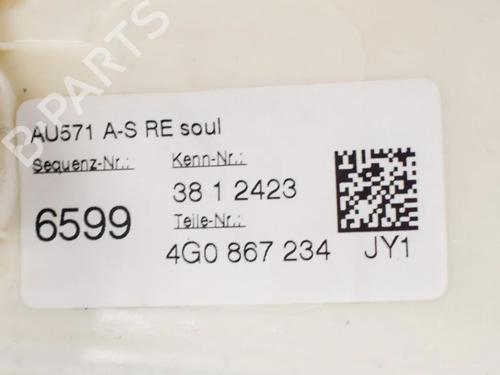 B-PARTS
AU571 A-S RE soul
Sequenz-Nr.: Kenn-Nr.:
6599 38 1 2423
Teile-Nr.:
4G0 867 234 JY1